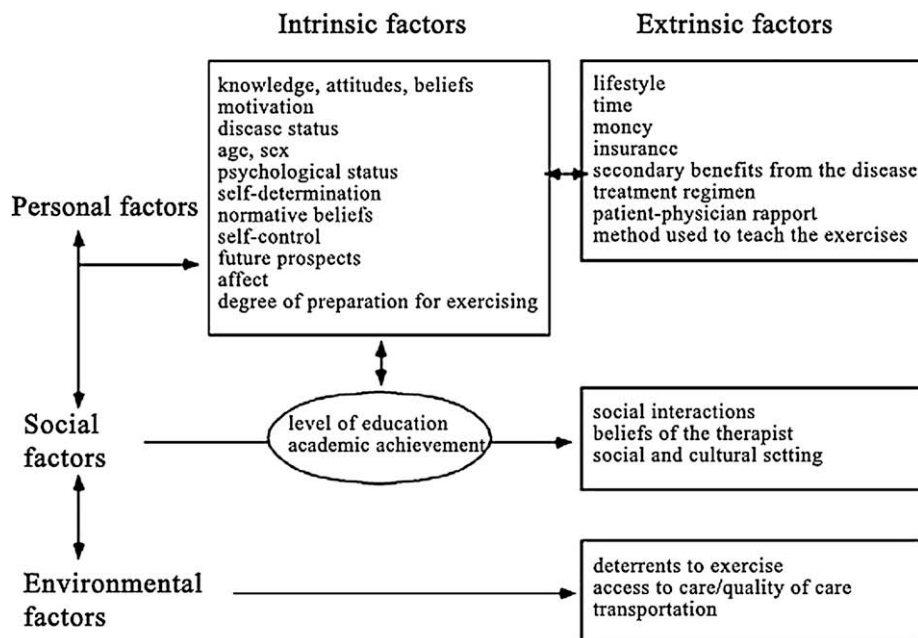 Intrinsic factors
Extrinsic factors
knowledge, attitudes, beliefs
motivation
disease status
age, sex
psychological status
self-determination
normative beliefs
self-control
future prospects
affect
degree of preparation for exercising
lifestyle
time
money
insurance
secondary benefits from the disease
treatment regimen
patient-physician rapport
method used to teach the exercises
Personal factors
Social
factors
level of education
academic achievement
social interactions
beliefs of the therapist
social and cultural setting
Environmental
factors
deterrents to exercise
access to care/quality of care
transportation